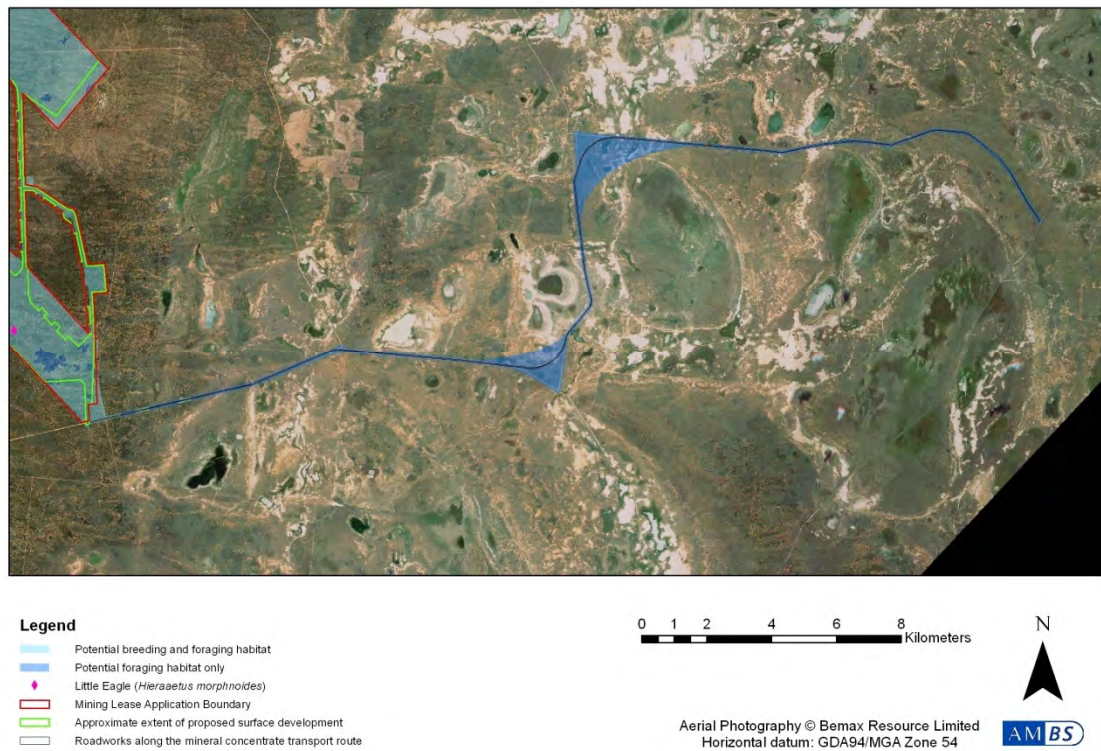 Legend
Potential breeding and foraging habitat
Potential foraging habitat only
Little Eagle (Hieraaetus morphnoides)
Mining Lease Application Boundary
Approximate extent of proposed surface development
Roadworks along the mineral concentrate transport route
0 1 2 4 6 8
Kilometers
N
Aerial Photography © Bemax Resource Limited
Horizontal datum: GDA94/MGA Zone 54
AMBS